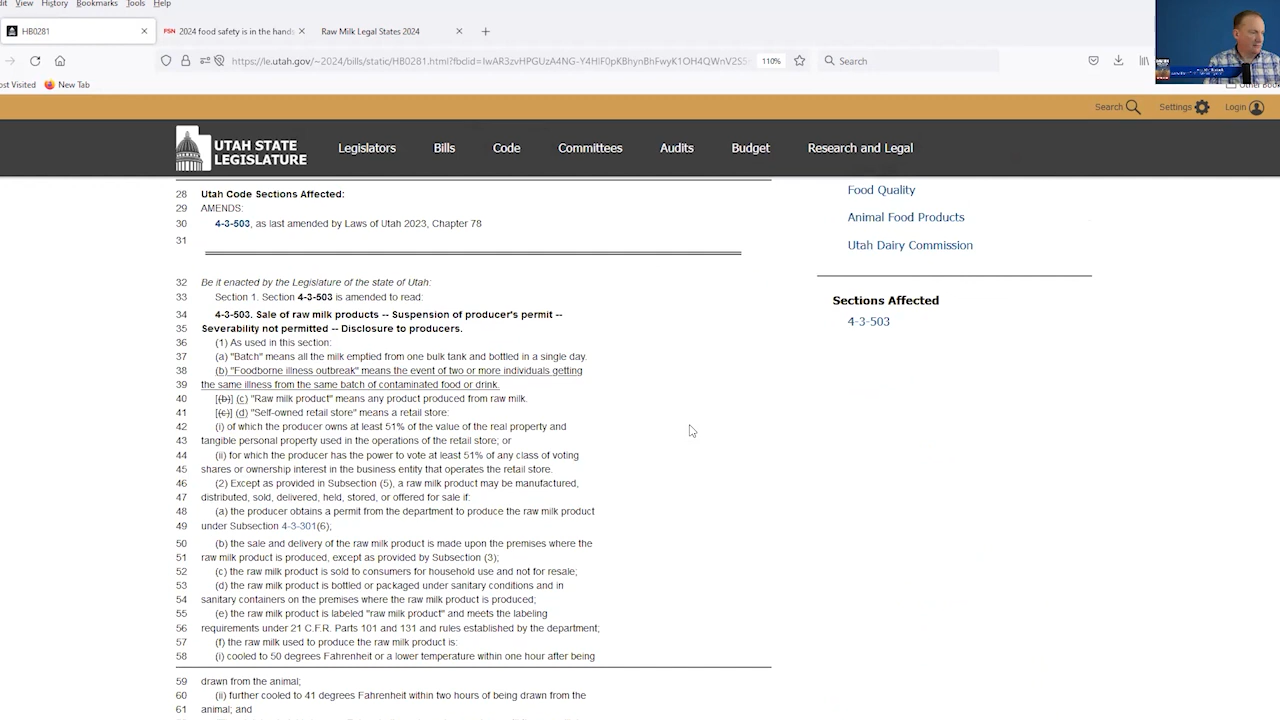 dit View History Bookmarks Tools Help
HB0281
FSN 2024 food safety is in the hands
Raw Milk Legal States 2024
https://le.utah.gov/~2024/bills/static/HB0281.html?fbclid=IwAR3zvHPGUzA4NG-Y4HiF0pKBhynBhFwyK1OH4QWnV2S5-
110%
Search
ost Visited New Tab
Other Boo
Search Settings Login
UTAH STATE
LEGISLATURE
Legislators Bills Code Committees Audits Budget Research and Legal
28 Utah Code Sections Affected:
29 AMENDS:
30 4-3-503, as last amended by Laws of Utah 2023, Chapter 78
31
32 Be it enacted by the Legislature of the state of Utah:
33 Section 1. Section 4-3-503 is amended to read:
34 4-3-503. Sale of raw milk products -- Suspension of producer's permit --
35 Severability not permitted -- Disclosure to producers.
36 (1) As used in this section:
37 (a) "Batch" means all the milk emptied from one bulk tank and bottled in a single day.
38 (b) "Foodborne illness outbreak" means the event of two or more individuals getting
39 the same illness from the same batch of contaminated food or drink.
40 [(b)] (c) "Raw milk product" means any product produced from raw milk.
41 [(c)] (d) "Self-owned retail store" means a retail store:
42 (i) of which the producer owns at least 51% of the value of the real property and
43 tangible personal property used in the operations of the retail store; or
44 (ii) for which the producer has the power to vote at least 51% of any class of voting
45 shares or ownership interest in the business entity that operates the retail store.
46 (2) Except as provided in Subsection (5), a raw milk product may be manufactured,
47 distributed, sold, delivered, held, stored, or offered for sale if:
48 (a) the producer obtains a permit from the department to produce the raw milk product
49 under Subsection 4-3-301(6);
50 (b) the sale and delivery of the raw milk product is made upon the premises where the
51 raw milk product is produced, except as provided by Subsection (3);
52 (c) the raw milk product is sold to consumers for household use and not for resale;
53 (d) the raw milk product is bottled or packaged under sanitary conditions and in
54 sanitary containers on the premises where the raw milk product is produced;
55 (e) the raw milk product is labeled "raw milk product" and meets the labeling
56 requirements under 21 C.F.R. Parts 101 and 131 and rules established by the department;
57 (f) the raw milk used to produce the raw milk product is:
58 (i) cooled to 50 degrees Fahrenheit or a lower temperature within one hour after being
59 drawn from the animal;
60 (ii) further cooled to 41 degrees Fahrenheit within two hours of being drawn from the
61 animal; and
Food Quality
Animal Food Products
Utah Dairy Commission
Sections Affected
4-3-503